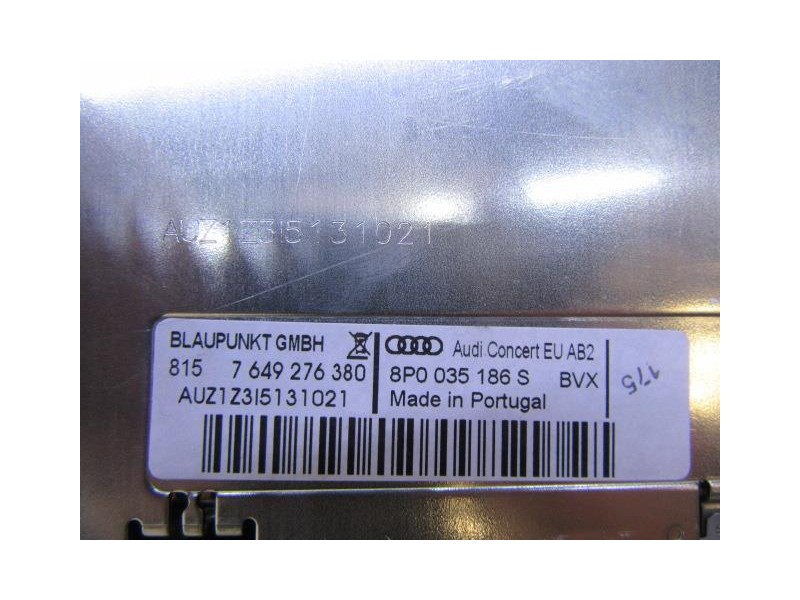 AUZ1Z3I5131021
BLAUPUNKT GMBH
Audi Concert EU AB2
815 7 649 276 380
8P0 035 186 S BVX
AUZ1Z3I5131021
Made in Portugal
175